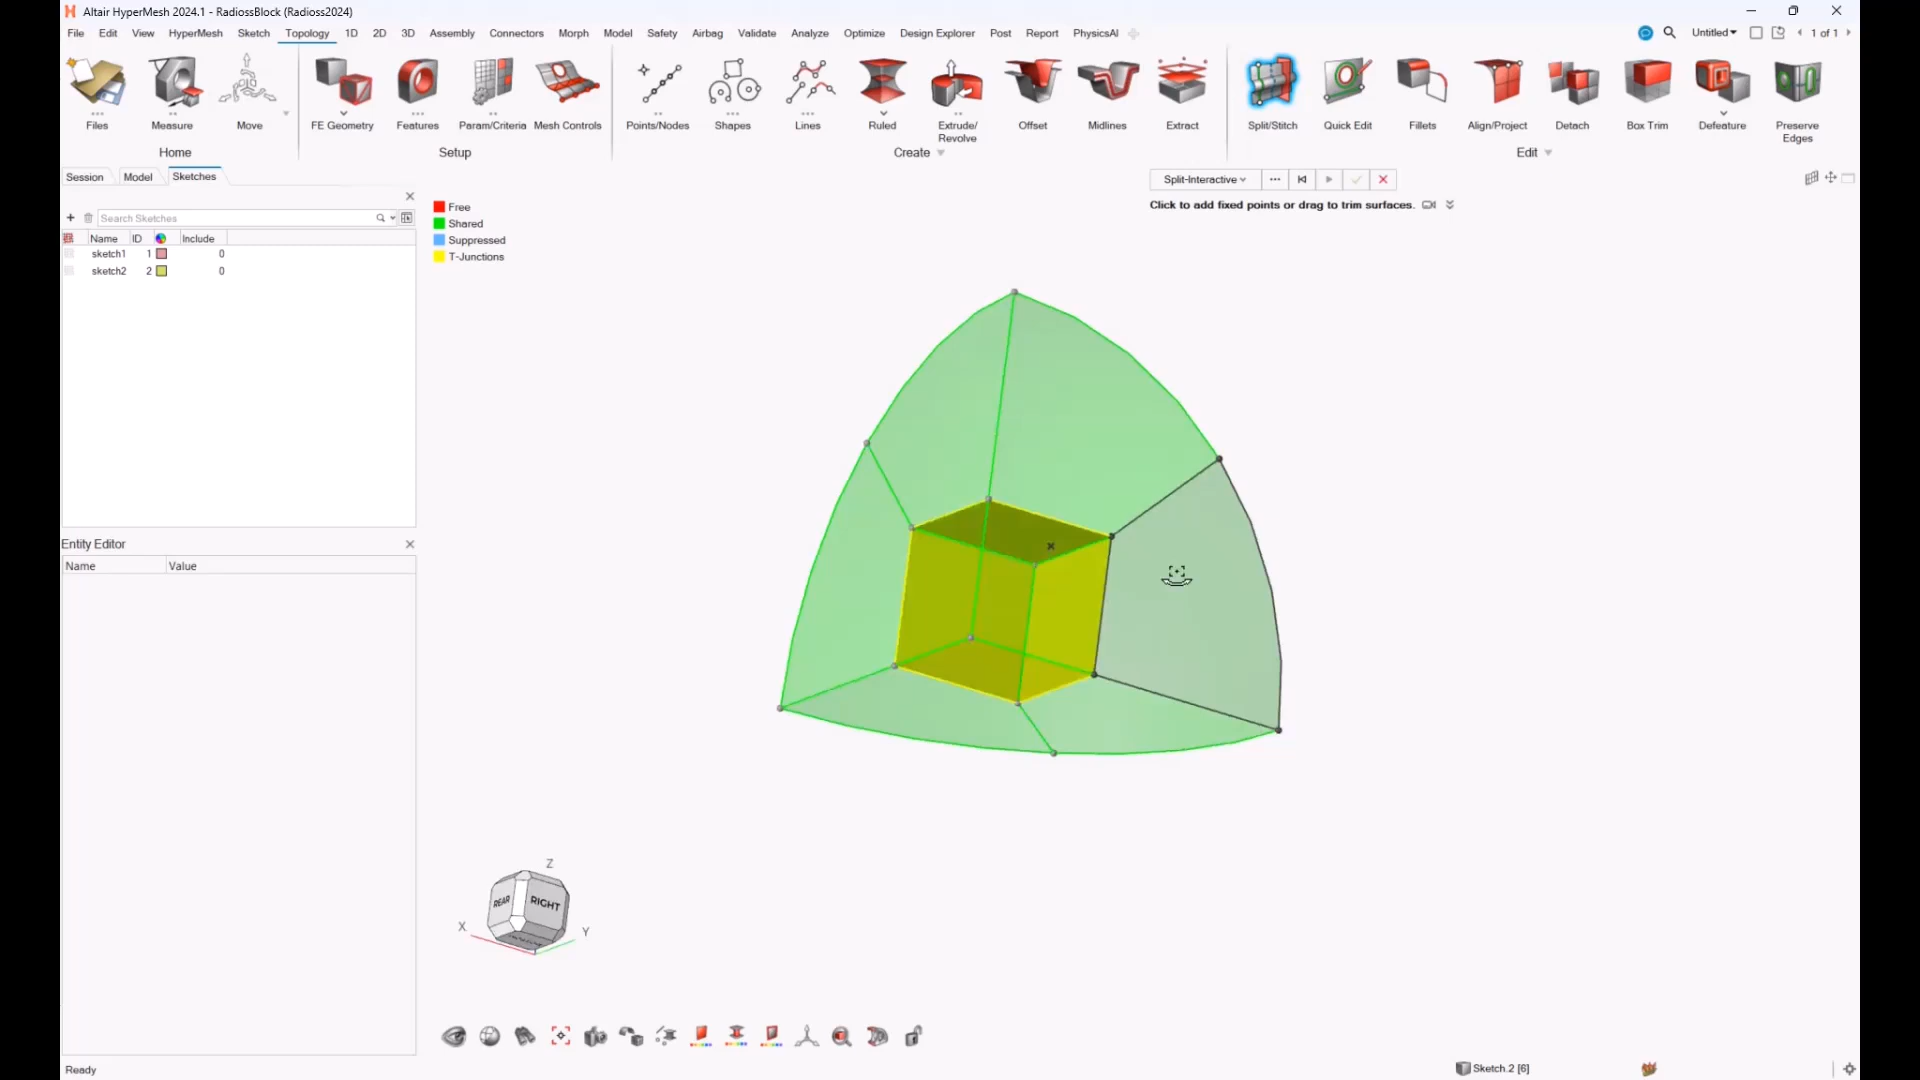 Altair HyperMesh 2024.1 - RadiossBlock (Radioss2024)
File Edit View HyperMesh Sketch Topology 1D 2D 3D Assembly Connectors Morph Model Safety Airbag Validate Analyze Optimize Design Explorer Post Report PhysicsAI Untitled 1 of 1
Files Measure Move FE Geometry Features Param/Criteria Mesh Controls Points/Nodes Shapes Lines Ruled Extrude/ Revolve Offset Midlines Extract Split/Stitch Quick Edit Fillets Align/Project Detach Box Trim Defeature Preserve Edges
Home Setup Create Edit
Session Model Sketches
Split-Interactive
Search Sketches
Click to add fixed points or drag to trim surfaces.
Name ID Include
sketch1 1 0
sketch2 2 0
Free
Shared
Suppressed
T-Junctions
Entity Editor
Name Value
Z
REAR RIGHT
X Y
Ready
Sketch.2 [6]